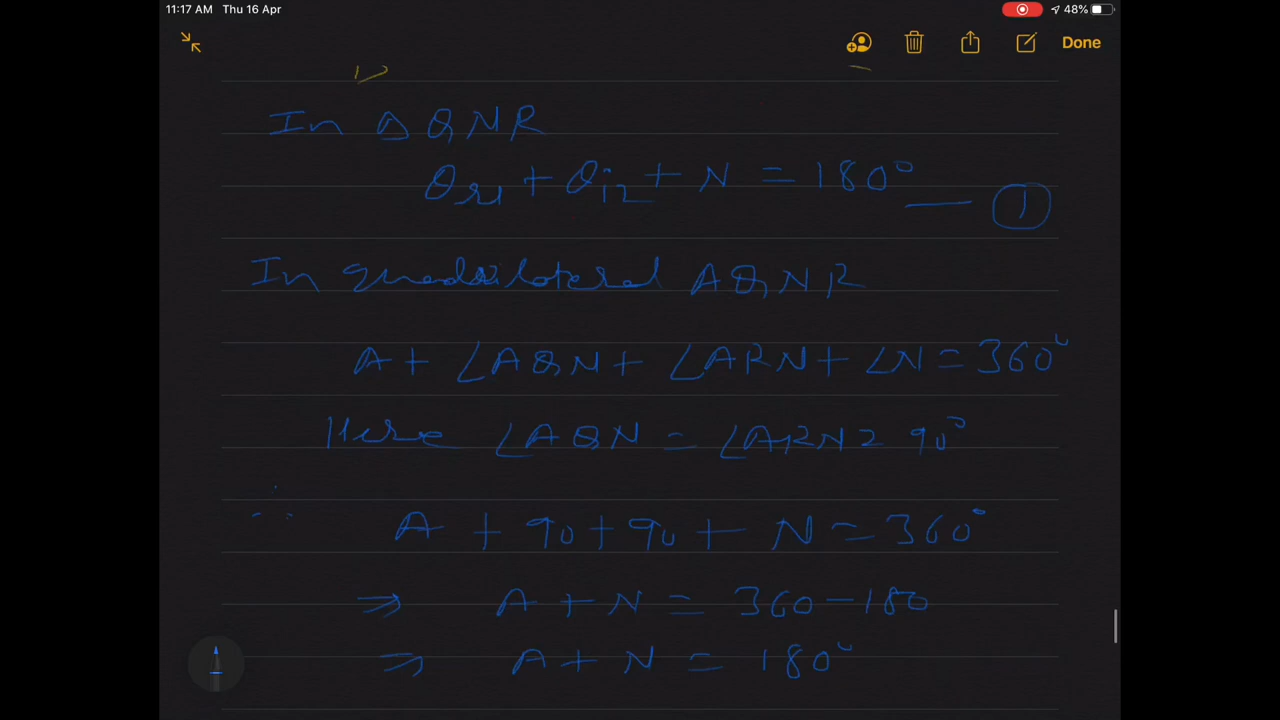 11:17 AM Thu 16 Apr
48%
Done
In Δ QNR
θr1 + θi2 + N = 180° — ①
In quadrilateral AQNR
A + ∠AQN + ∠ARN + ∠N = 360°
Here ∠AQN = ∠ARN = 90°
∴ A + 90 + 90 + N = 360°
⇒ A + N = 360 - 180
⇒ A + N = 180°